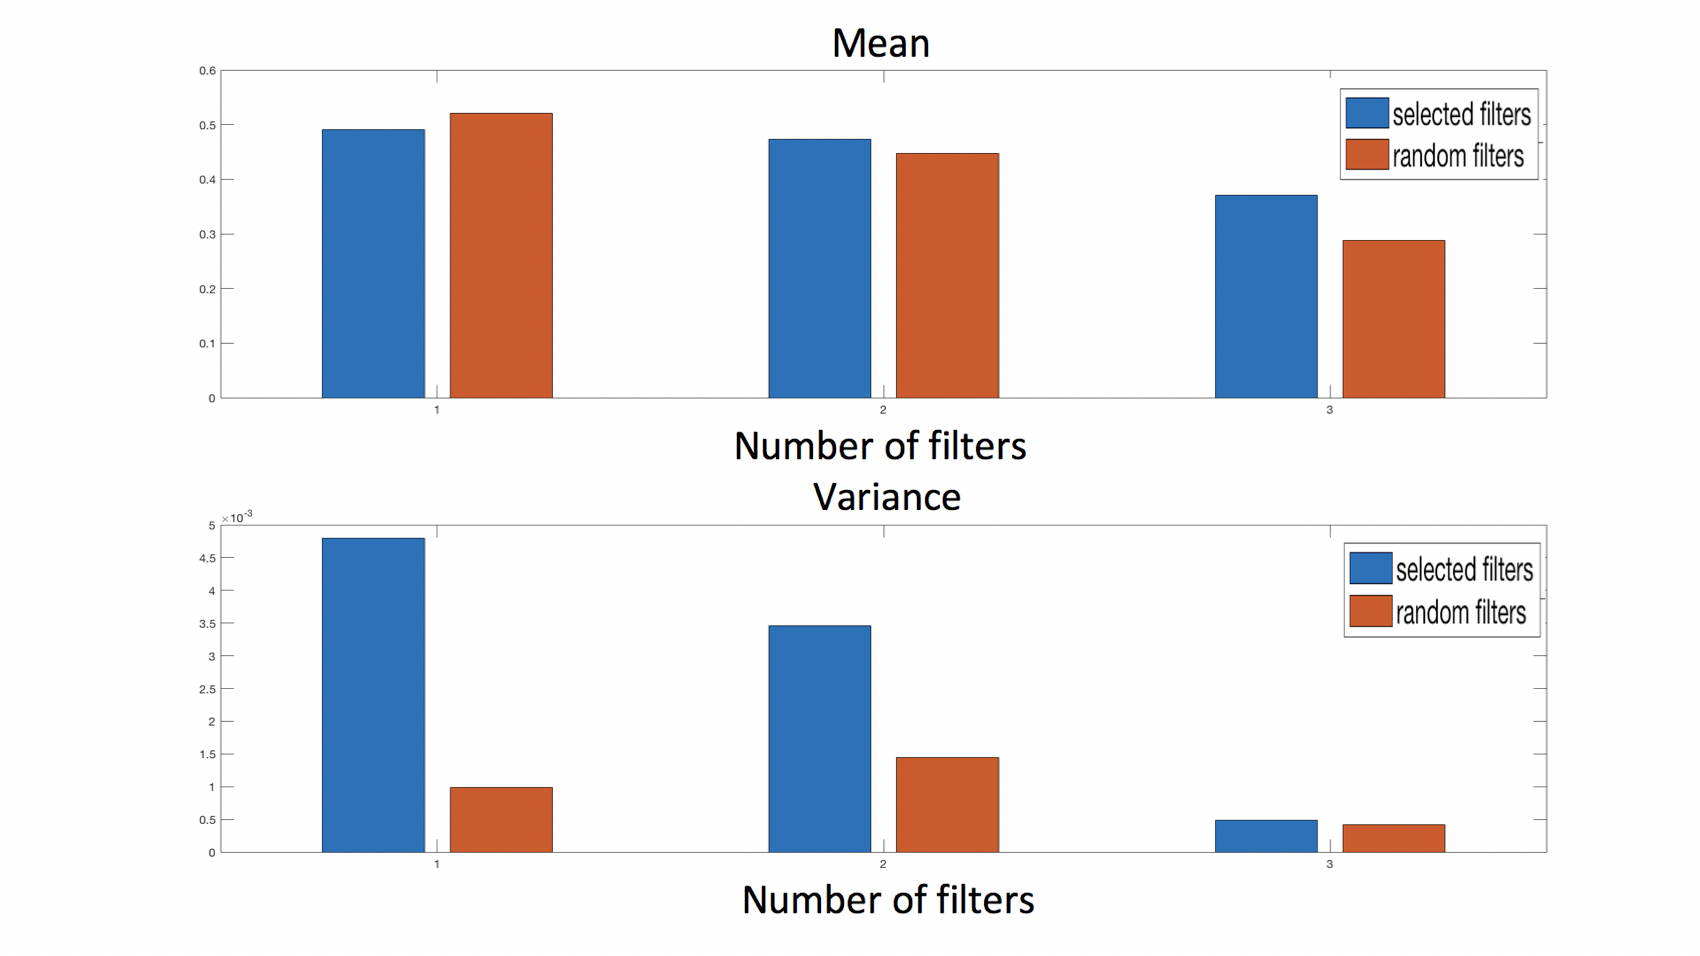 Mean
0.6
0.5
0.4
0.3
0.2
0.1
0
selected filters
random filters
1 2 3
Number of filters
Variance
×10-3
5
4.5
4
3.5
3
2.5
2
1.5
1
0.5
0
selected filters
random filters
1 2 3
Number of filters